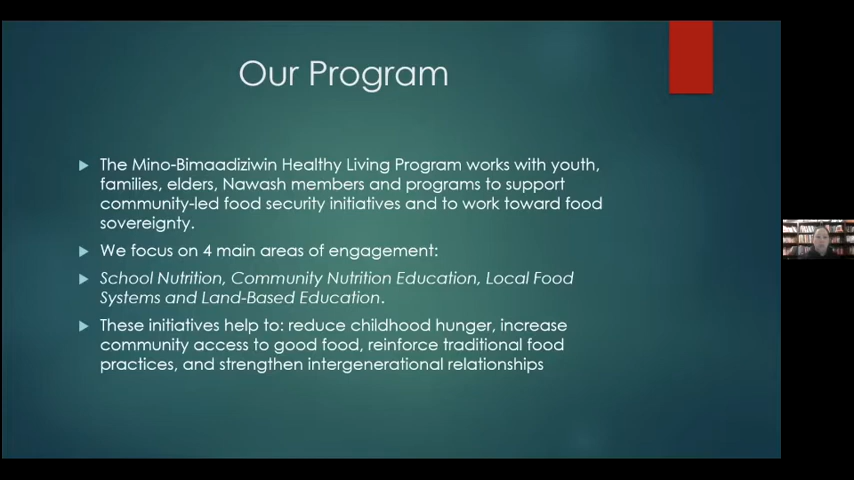 Our Program
The Mino-Bimaadiziwin Healthy Living Program works with youth,
families, elders, Nawash members and programs to support
community-led food security initiatives and to work toward food
sovereignty.
We focus on 4 main areas of engagement:
School Nutrition, Community Nutrition Education, Local Food
Systems and Land-Based Education.
These initiatives help to: reduce childhood hunger, increase
community access to good food, reinforce traditional food
practices, and strengthen intergenerational relationships